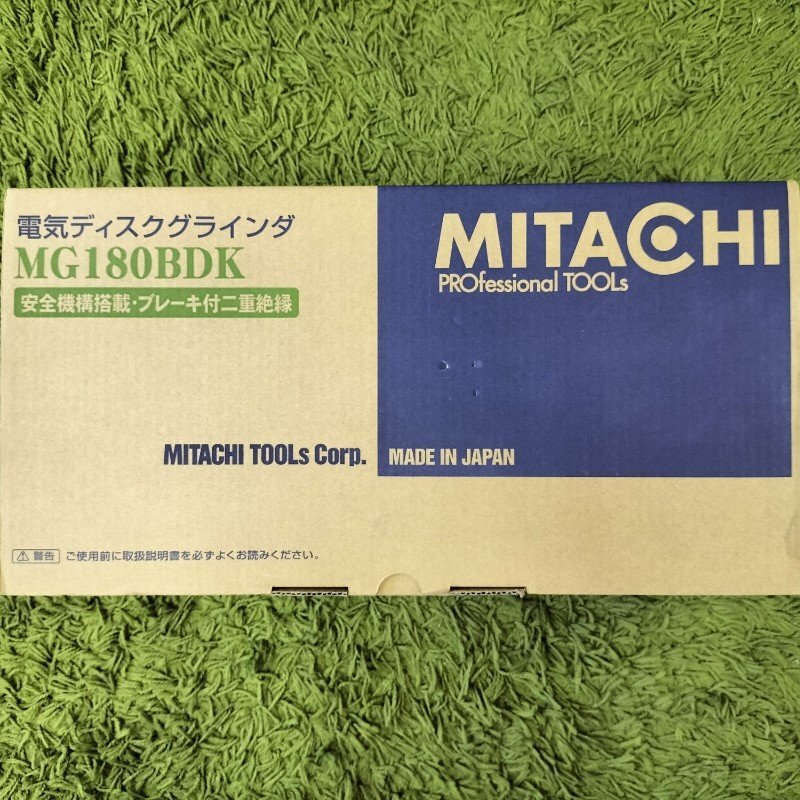 電気ディスクグラインダ
MG180BDK
安全機構搭載・ブレーキ付二重絶縁
MITACHI
PROfessional TOOLs
MITACHI TOOLs Corp.
MADE IN JAPAN
⚠警告 ご使用前に取扱説明書を必ずよくお読みください。